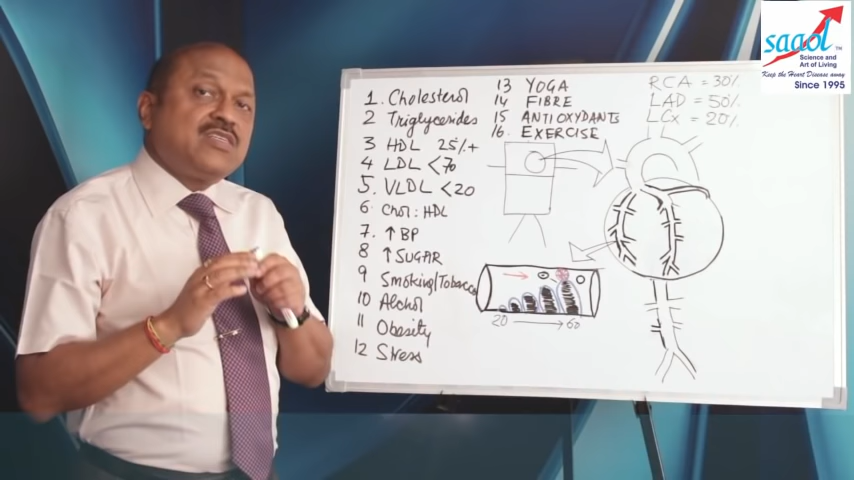 saaol TM
Science and
Art of Living
Keep the Heart Disease away
Since 1995
1. Cholesterol
2 Triglycerides
3 HDL 25%+
4 LDL <70
5. VLDL <20
6. Chol: HDL
7. ↑ BP
8 ↑ SUGAR
9 Smoking/Tobacco
10 Alchol
11 Obesity
12 Stress
13 YOGA
14 FIBRE
15 ANTIOXYDANTS
16. EXERCISE
RCA = 30%
LAD = 50%
LCx = 20%
20 → 60